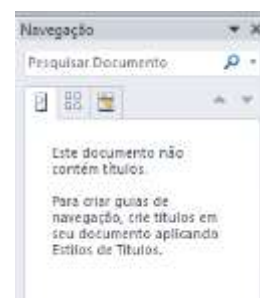 Navegação
Pesquisar Documento
Este documento não
contém títulos.
Para criar guias de
navegação, crie títulos em
seu documento aplicando
Estilos de Títulos.